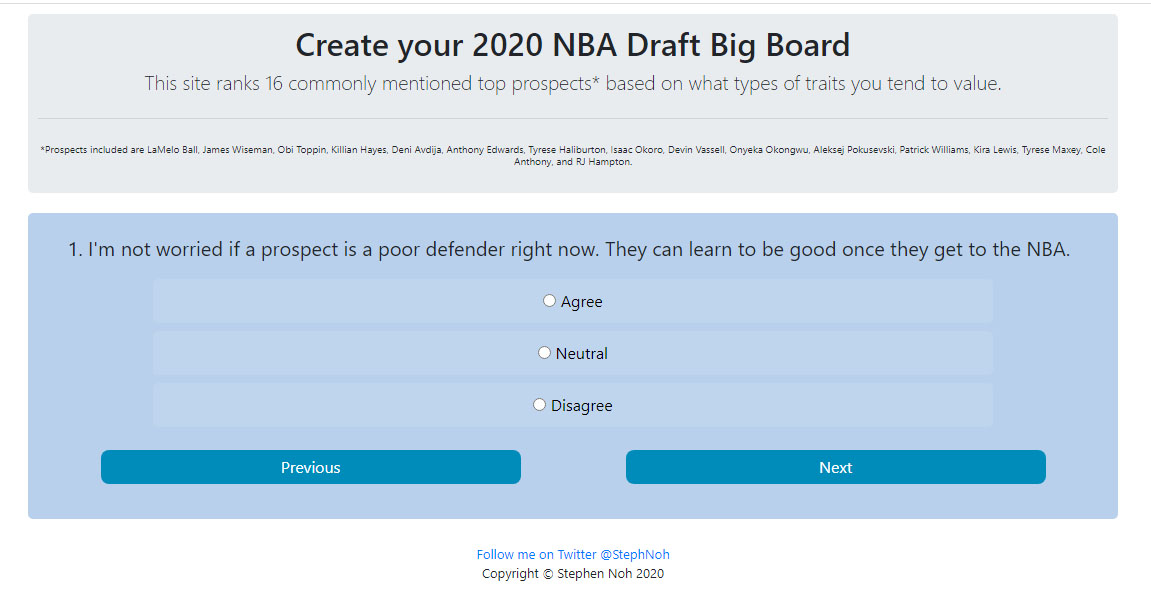 Create your 2020 NBA Draft Big Board
This site ranks 16 commonly mentioned top prospects* based on what types of traits you tend to value.
*Prospects included are LaMelo Ball, James Wiseman, Obi Toppin, Killian Hayes, Deni Avdija, Anthony Edwards, Tyrese Haliburton, Isaac Okoro, Devin Vassell, Onyeka Okongwu, Aleksej Pokusevski, Patrick Williams, Kira Lewis, Tyrese Maxey, Cole
Anthony, and RJ Hampton.
1. I'm not worried if a prospect is a poor defender right now. They can learn to be good once they get to the NBA.
Agree
Neutral
Disagree
Previous Next
Follow me on Twitter @StephNoh
Copyright © Stephen Noh 2020